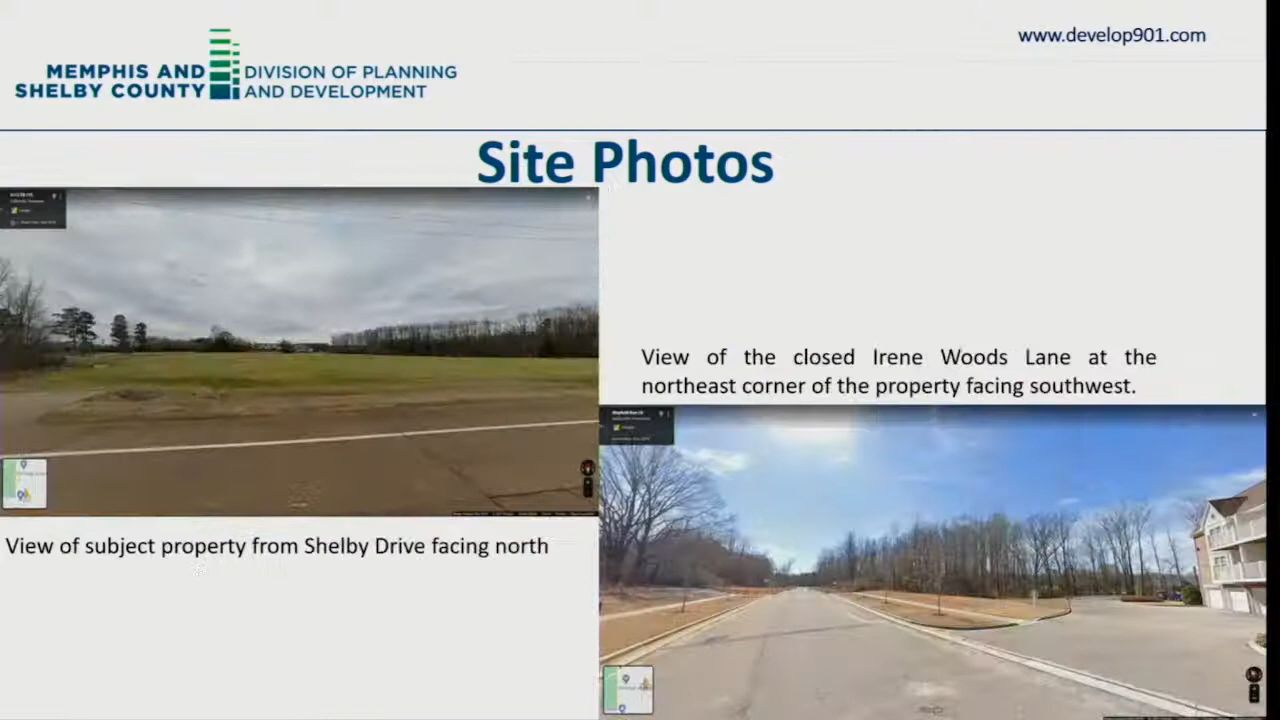 www.develop901.com
MEMPHIS AND
SHELBY COUNTY
DIVISION OF PLANNING
AND DEVELOPMENT
Site Photos
View of the closed Irene Woods Lane at the
northeast corner of the property facing southwest.
View of subject property from Shelby Drive facing north